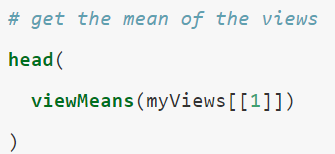 # get the mean of the views
head(
viewMeans(myViews[[1]])
)